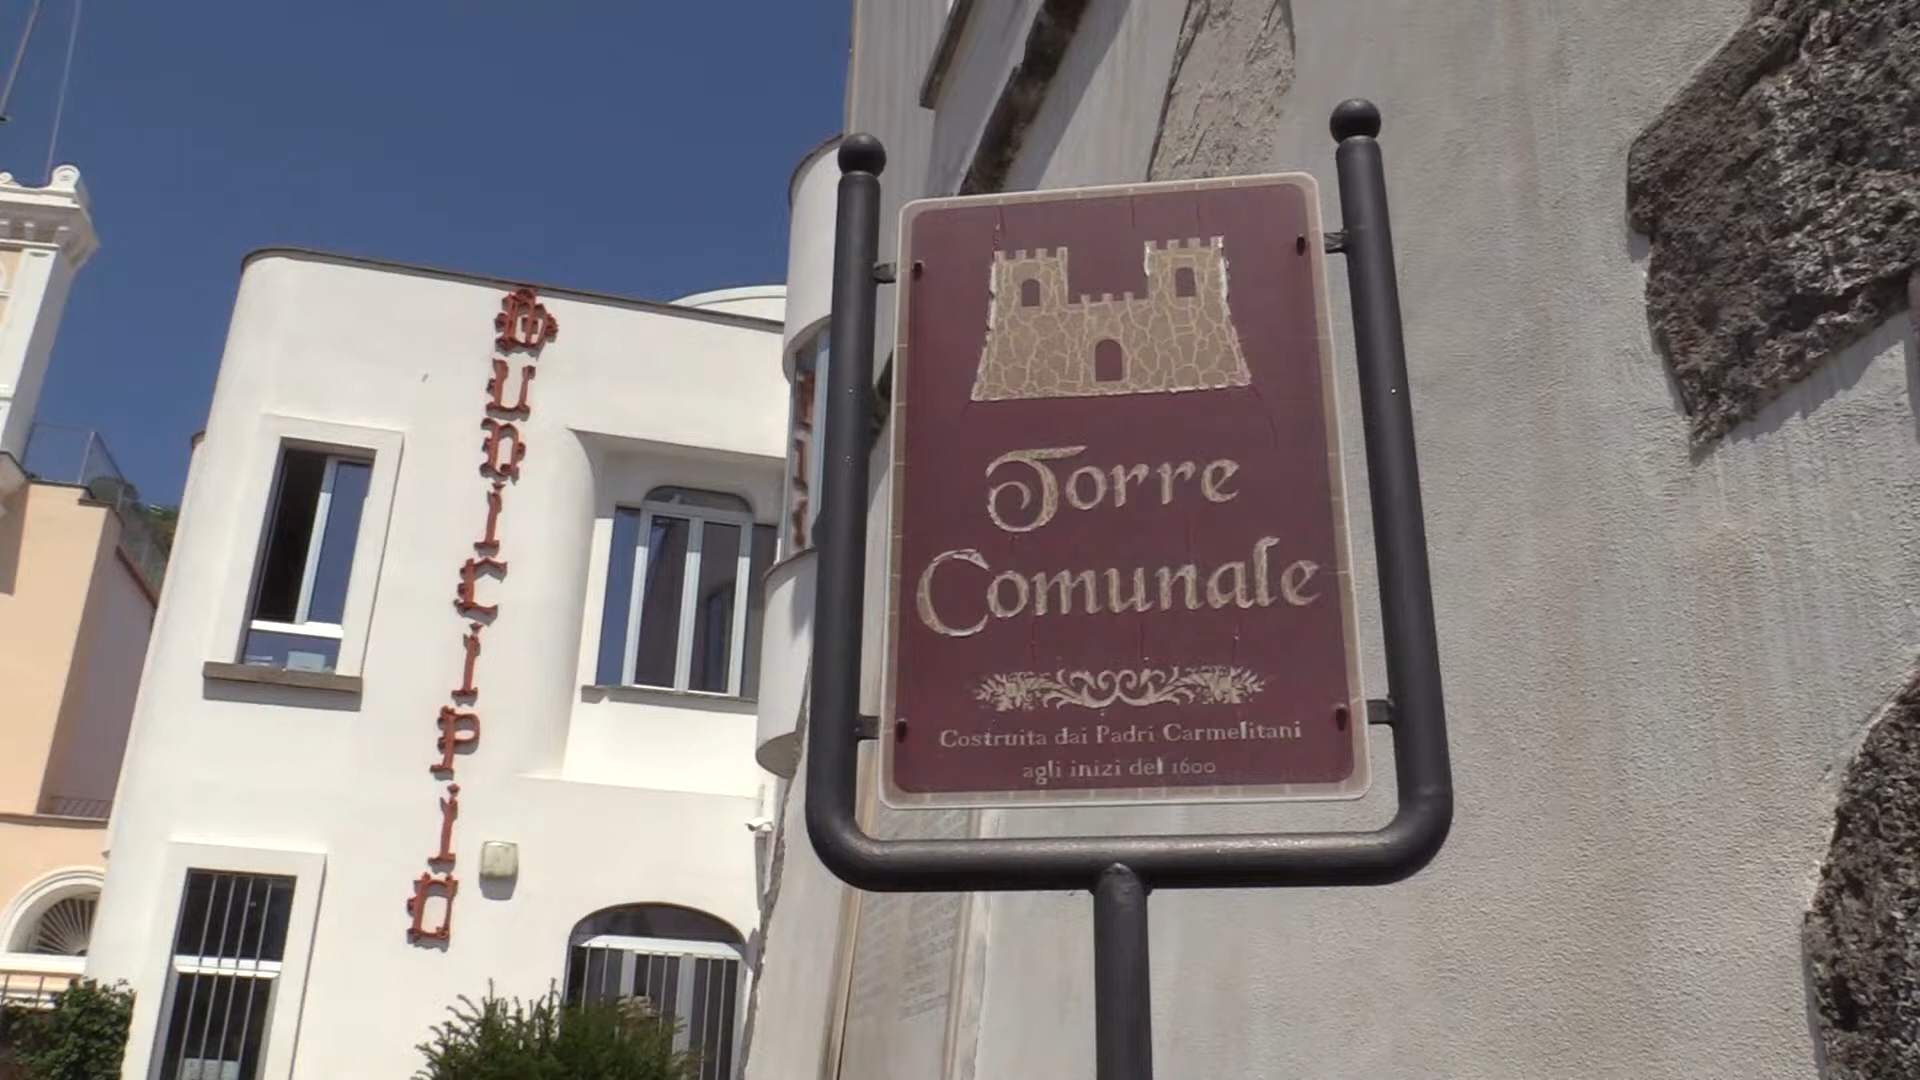 Municipio
Torre
Comunale
Costruita dai Padri Carmelitani
agli inizi del 1600